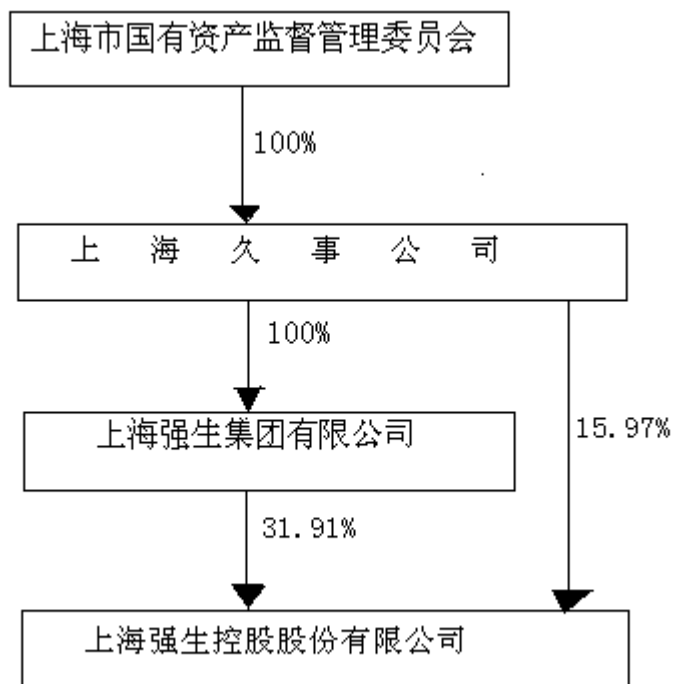 上海市国有资产监督管理委员会
100%
上海久事公司
100%
上海强生集团有限公司
15.97%
31.91%
上海强生控股股份有限公司